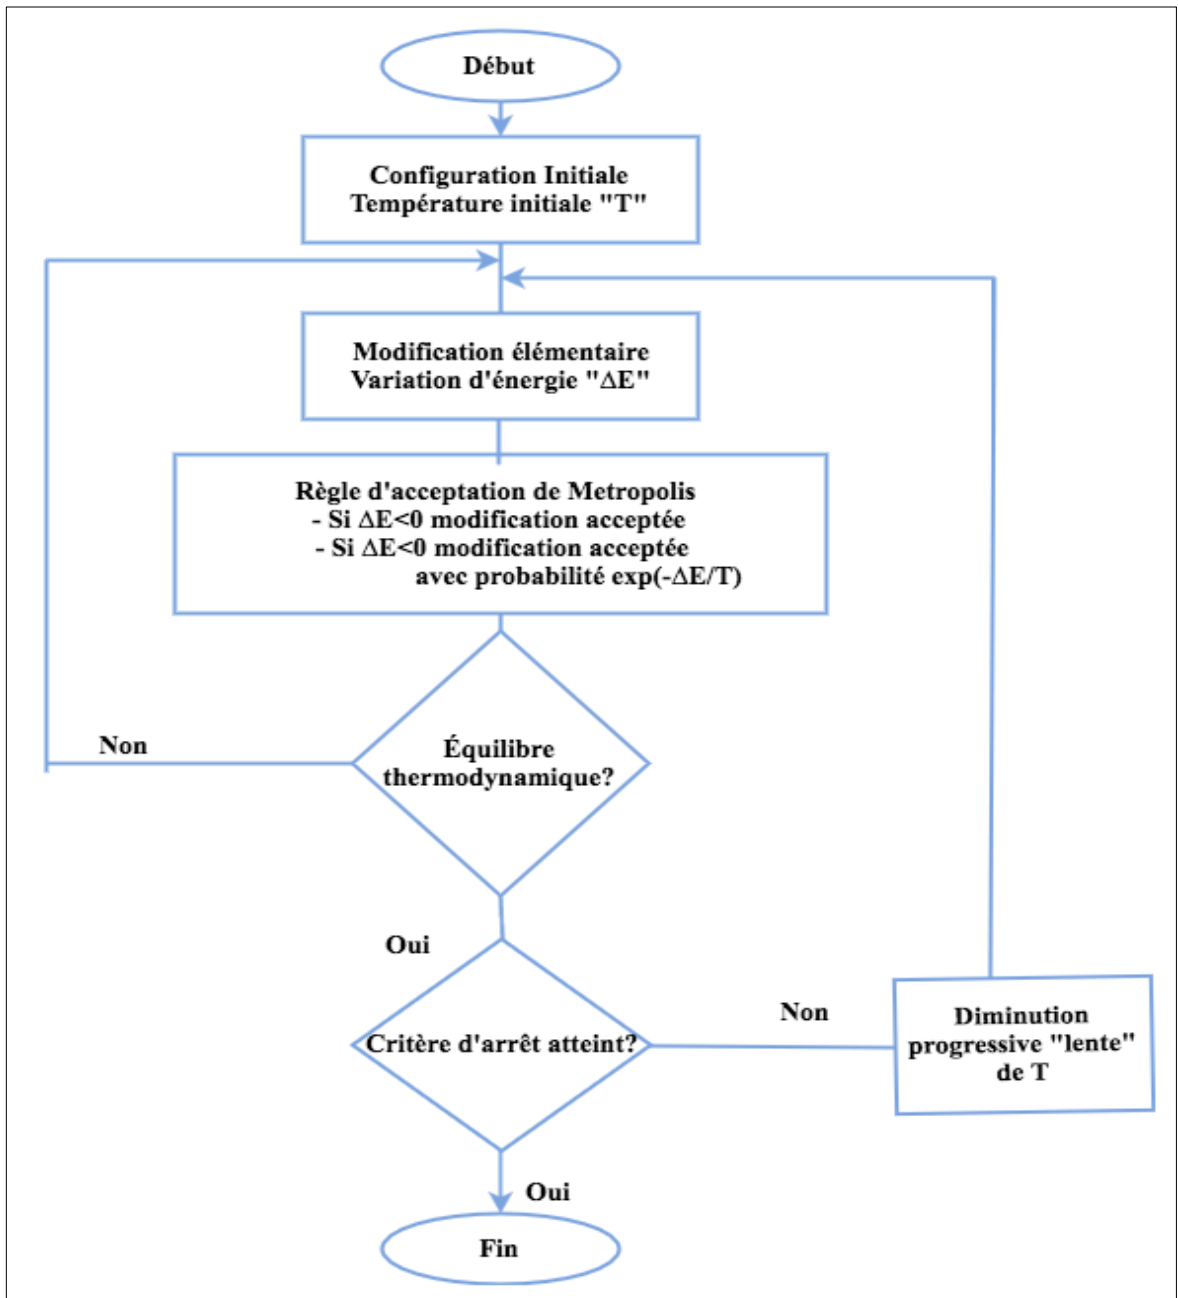 Début
Configuration Initiale
Température initiale "T"
Modification élémentaire
Variation d'énergie "ΔE"
Règle d'acceptation de Metropolis
- Si ΔE<0 modification acceptée
- Si ΔE<0 modification acceptée
avec probabilité exp(-ΔE/T)
Non
Équilibre
thermodynamique?
Oui
Critère d'arrêt atteint?
Non
Diminution
progressive "lente"
de T
Oui
Fin